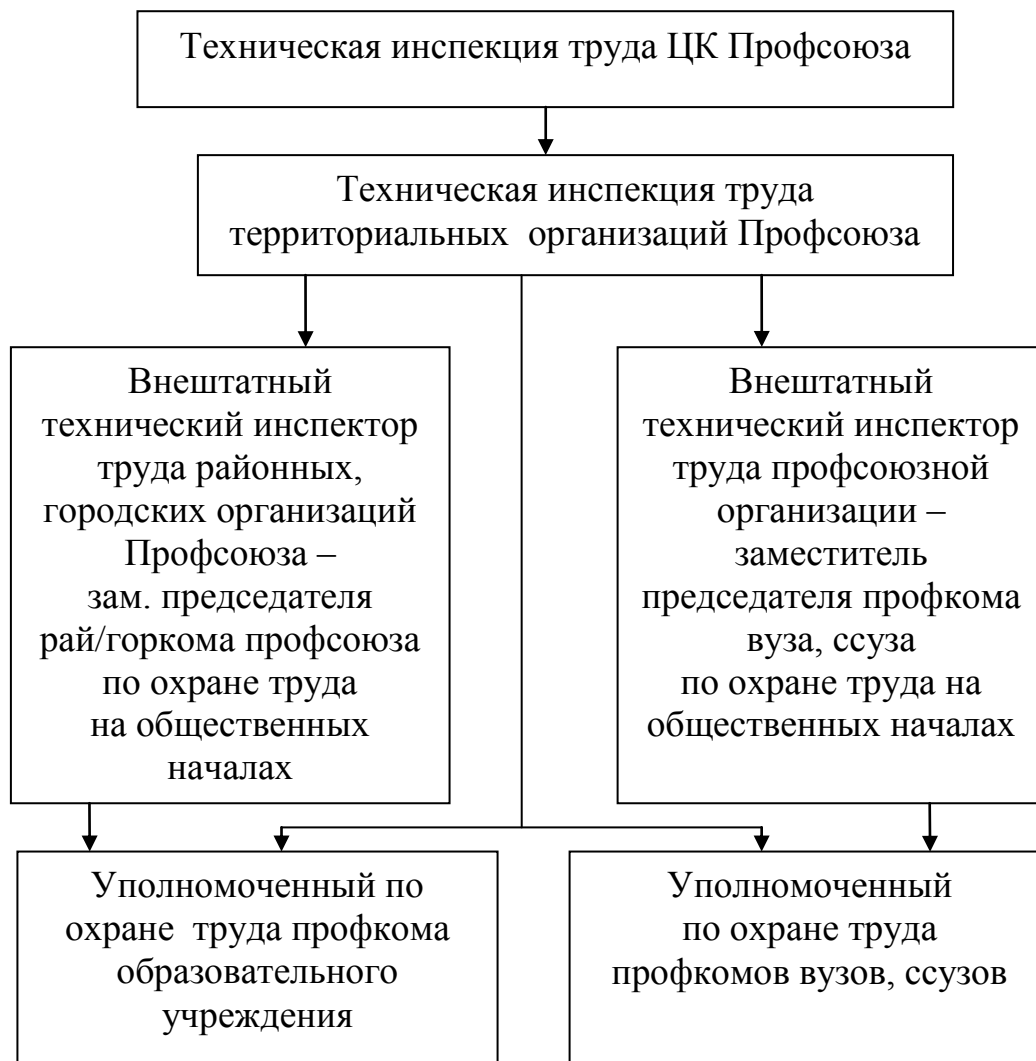 Техническая инспекция труда ЦК Профсоюза
Техническая инспекция труда
территориальных организаций Профсоюза
Внештатный
технический инспектор
труда районных,
городских организаций
Профсоюза –
зам. председателя
рай/горкома профсоюза
по охране труда
на общественных
началах
Внештатный
технический инспектор
труда профсоюзной
организации –
заместитель
председателя профкома
вуза, ссуза
по охране труда на
общественных началах
Уполномоченный по
охране труда профкома
образовательного
учреждения
Уполномоченный
по охране труда
профкомов вузов, ссузов